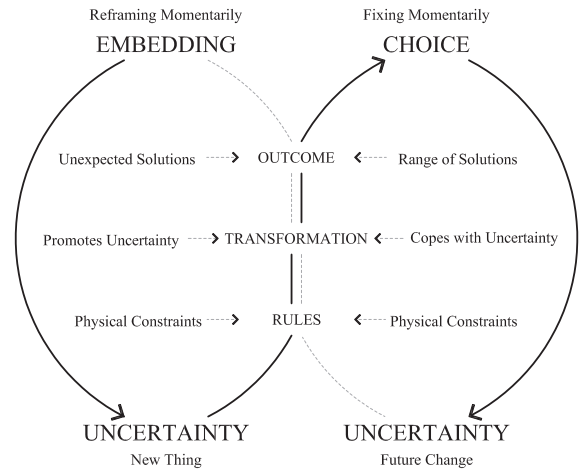 Reframing Momentarily
EMBEDDING
Fixing Momentarily
CHOICE
Unexpected Solutions
OUTCOME
Range of Solutions
Promotes Uncertainty
TRANSFORMATION
Copes with Uncertainty
Physical Constraints
RULES
Physical Constraints
UNCERTAINTY
New Thing
UNCERTAINTY
Future Change